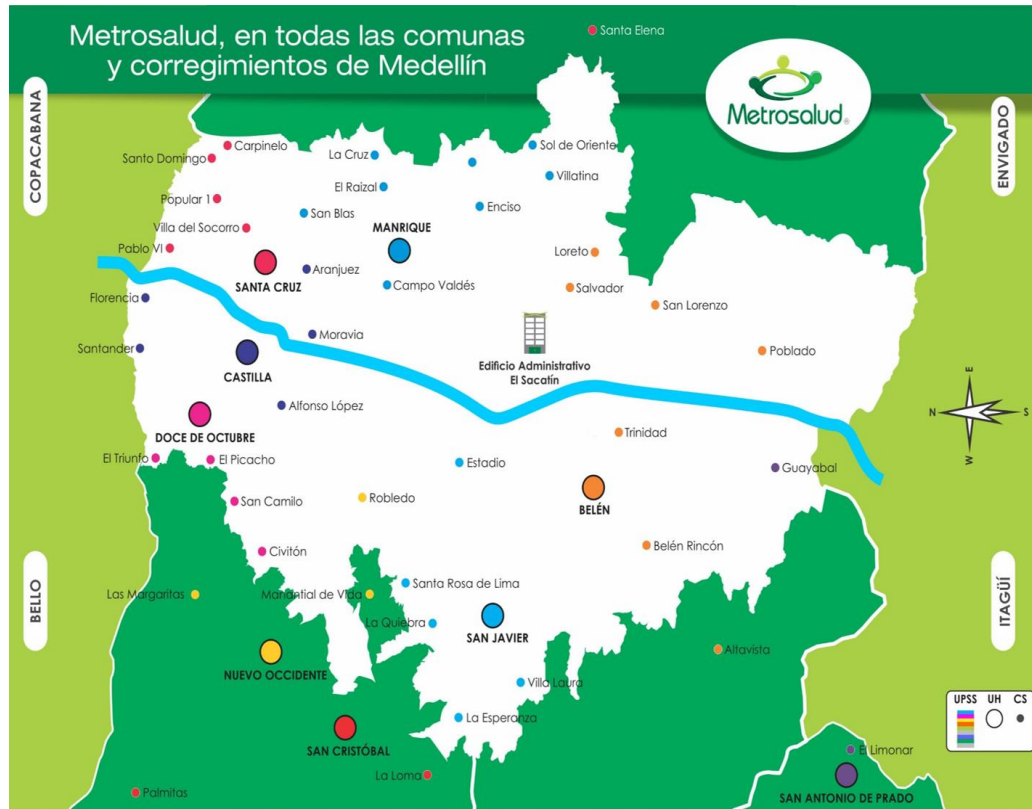 Metrosalud, en todas las comunas
y corregimientos de Medellín
Santa Elena
Metrosalud®
COPACABANA
ENVIGADO
Carpinelo
Santo Domingo
La Cruz
Sol de Oriente
Villatina
El Raizal
Popular 1
San Blas
Enciso
Villa del Socorro
MANRIQUE
Pablo VI
Loreto
Aranjuez
SANTA CRUZ
Campo Valdés
Salvador
Florencia
San Lorenzo
Moravia
Santander
Poblado
Edificio Administrativo
El Sacatín
CASTILLA
E
N
S
W
Alfonso López
DOCE DE OCTUBRE
Trinidad
El Triunfo
El Picacho
Estadio
Guayabal
San Camilo
Robledo
BELÉN
Civitón
Belén Rincón
BELLO
ITAGÜÍ
Las Margaritas
Manantial de Vida
Santa Rosa de Lima
La Quiebra
SAN JAVIER
Altavista
NUEVO OCCIDENTE
Villa Laura
UPSS UH CS
La Esperanza
SAN CRISTÓBAL
El Limonar
La Loma
Palmitas
SAN ANTONIO DE PRADO